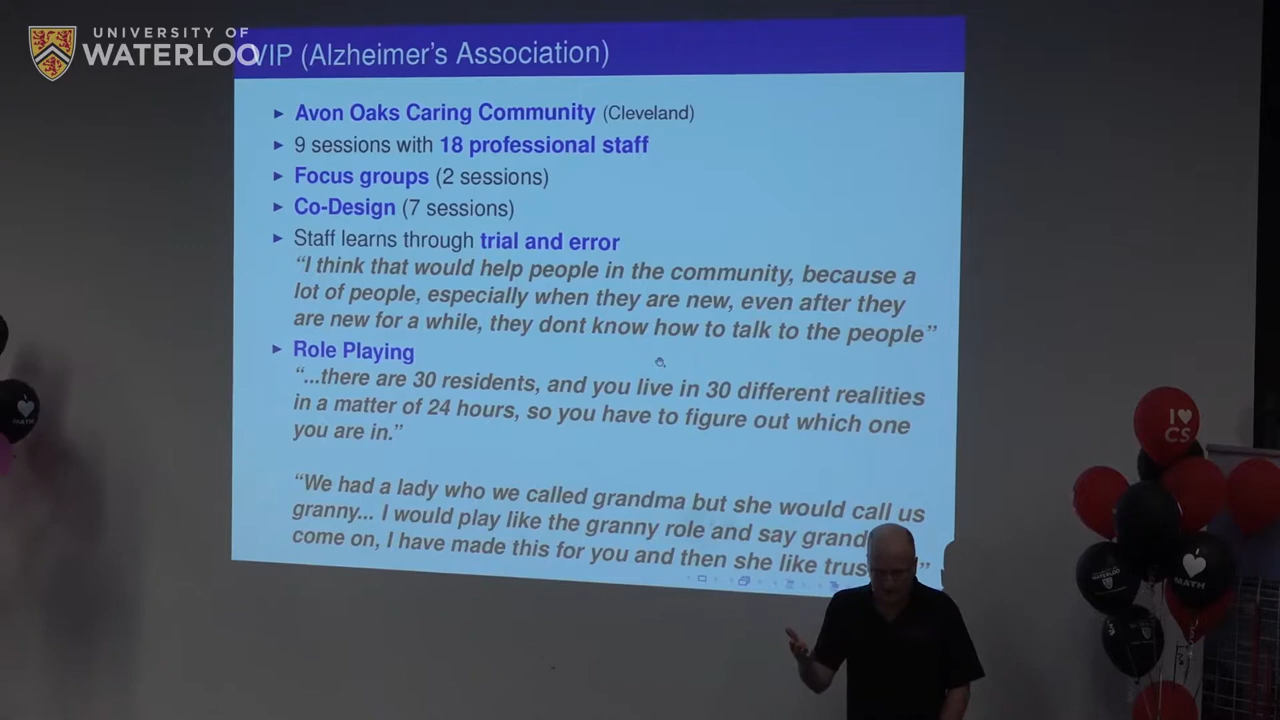 UNIVERSITY OF
WATERLOO
VIP (Alzheimer's Association)
► Avon Oaks Caring Community (Cleveland)
► 9 sessions with 18 professional staff
► Focus groups (2 sessions)
► Co-Design (7 sessions)
► Staff learns through trial and error
“I think that would help people in the community, because a
lot of people, especially when they are new, even after they
are new for a while, they dont know how to talk to the people”
► Role Playing
“...there are 30 residents, and you live in 30 different realities
in a matter of 24 hours, so you have to figure out which one
you are in.”
“We had a lady who we called grandma but she would call us
granny... I would play like the granny role and say
come on, I have made this for you and then she like
I ♥
CS
I ♥
MATH
MATH